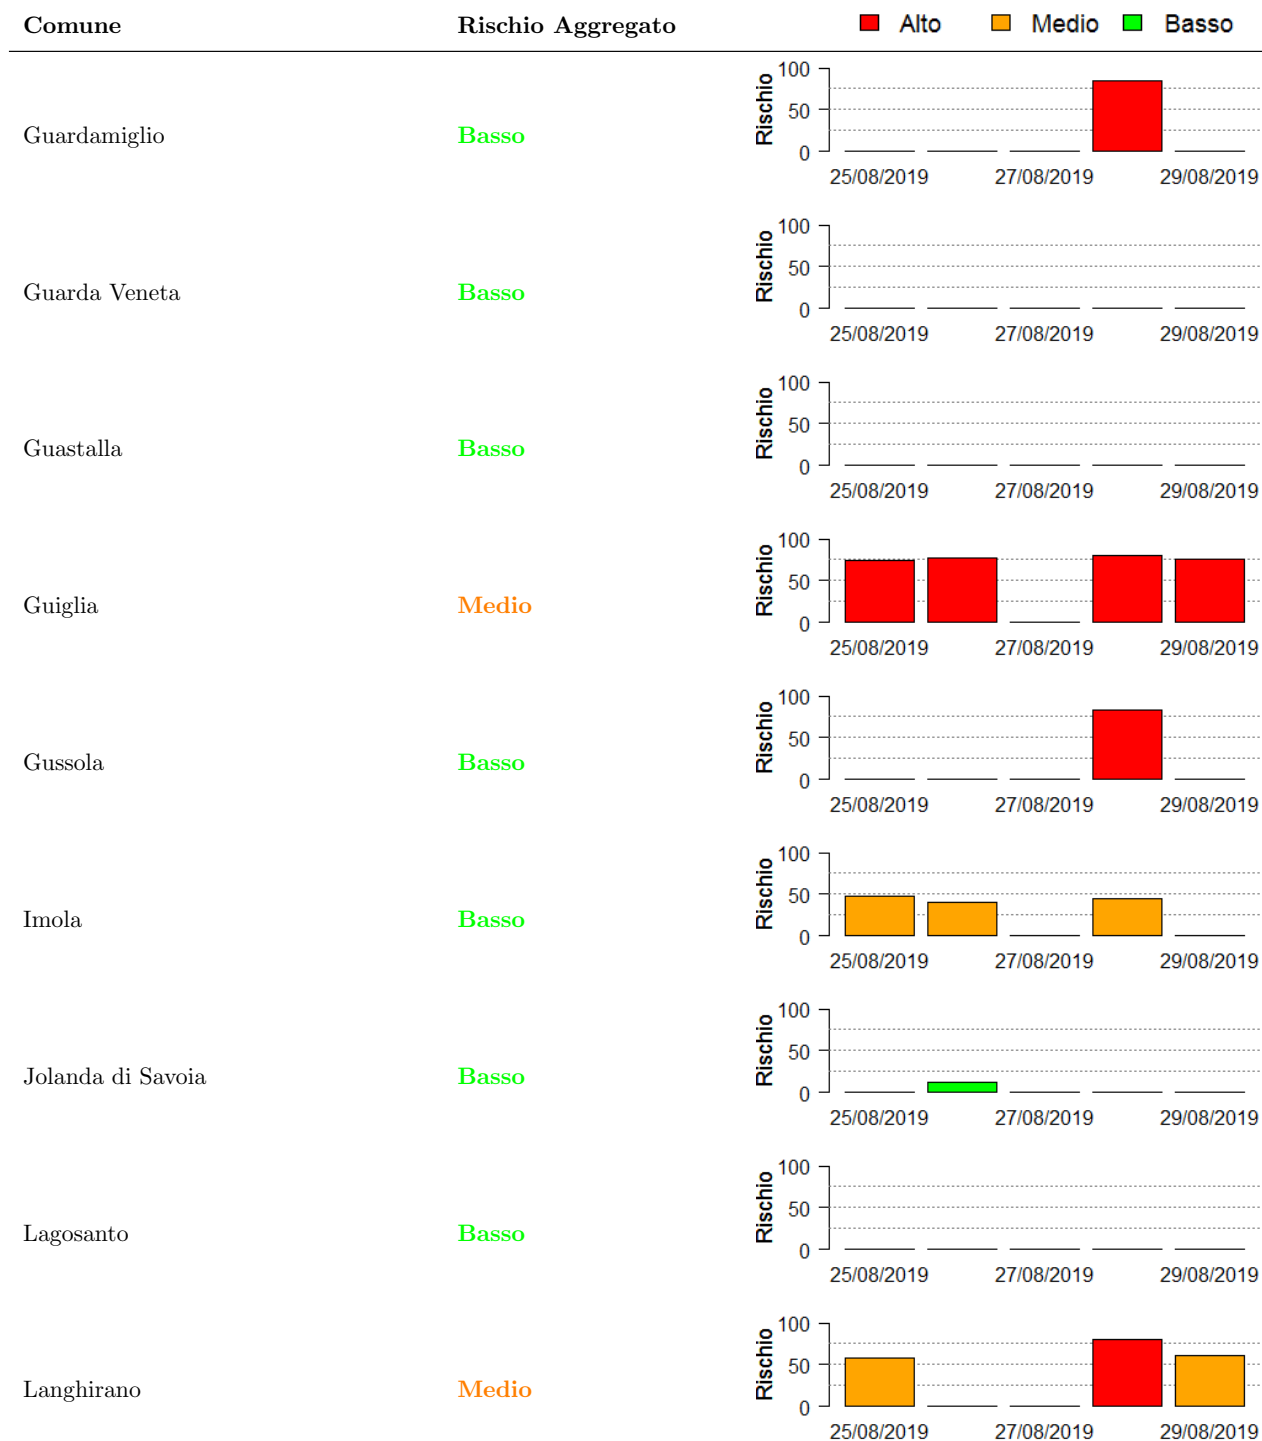 Comune Rischio Aggregato Alto Medio Basso
Guardamiglio Basso Rischio 100 50 0
25/08/2019 27/08/2019 29/08/2019
Guarda Veneta Basso Rischio 100 50 0
25/08/2019 27/08/2019 29/08/2019
Guastalla Basso Rischio 100 50 0
25/08/2019 27/08/2019 29/08/2019
Guiglia Medio Rischio 100 50 0
25/08/2019 27/08/2019 29/08/2019
Gussola Basso Rischio 100 50 0
25/08/2019 27/08/2019 29/08/2019
Imola Basso Rischio 100 50 0
25/08/2019 27/08/2019 29/08/2019
Jolanda di Savoia Basso Rischio 100 50 0
25/08/2019 27/08/2019 29/08/2019
Lagosanto Basso Rischio 100 50 0
25/08/2019 27/08/2019 29/08/2019
Langhirano Medio Rischio 100 50 0
25/08/2019 27/08/2019 29/08/2019